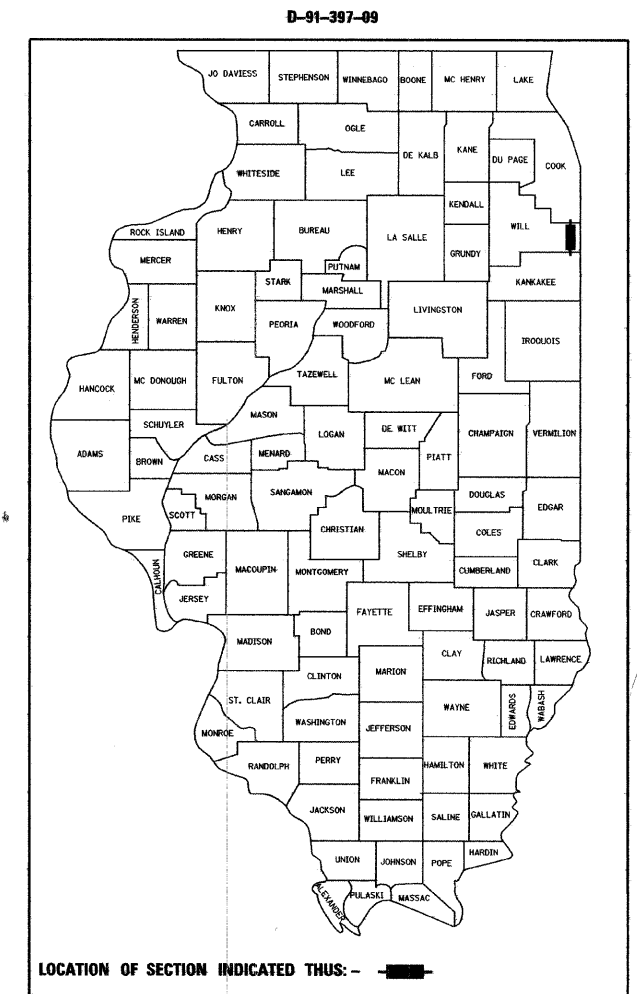 D-91-397-09
JO DAVIESS
STEPHENSON
WINNEBAGO
BOONE
MC HENRY
LAKE
CARROLL
OGLE
DE KALB
KANE
DU PAGE
COOK
WHITESIDE
LEE
KENDALL
WILL
ROCK ISLAND
HENRY
BUREAU
LA SALLE
GRUNDY
MERCER
PUTNAM
STARK
MARSHALL
KANKAKEE
HENDERSON
WARREN
KNOX
PEORIA
WOODFORD
LIVINGSTON
IROQUOIS
HANCOCK
MC DONOUGH
FULTON
TAZEWELL
MC LEAN
FORD
MASON
SCHUYLER
LOGAN
DE WITT
CHAMPAIGN
VERMILION
ADAMS
BROWN
CASS
MENARD
MACON
PIATT
MORGAN
SANGAMON
DOUGLAS
EDGAR
PIKE
SCOTT
CHRISTIAN
MOULTRIE
COLES
GREENE
MACOUPIN
MONTGOMERY
SHELBY
CUMBERLAND
CLARK
CALHOUN
JERSEY
FAYETTE
EFFINGHAM
JASPER
CRAWFORD
MADISON
BOND
CLAY
RICHLAND
LAWRENCE
CLINTON
MARION
ST. CLAIR
WAYNE
EDWARDS
WABASH
WASHINGTON
JEFFERSON
MONROE
RANDOLPH
PERRY
HAMILTON
WHITE
FRANKLIN
JACKSON
WILLIAMSON
SALINE
GALLATIN
UNION
JOHNSON
POPE
HARDIN
ALEXANDER
PULASKI
MASSAC
LOCATION OF SECTION INDICATED THUS: -